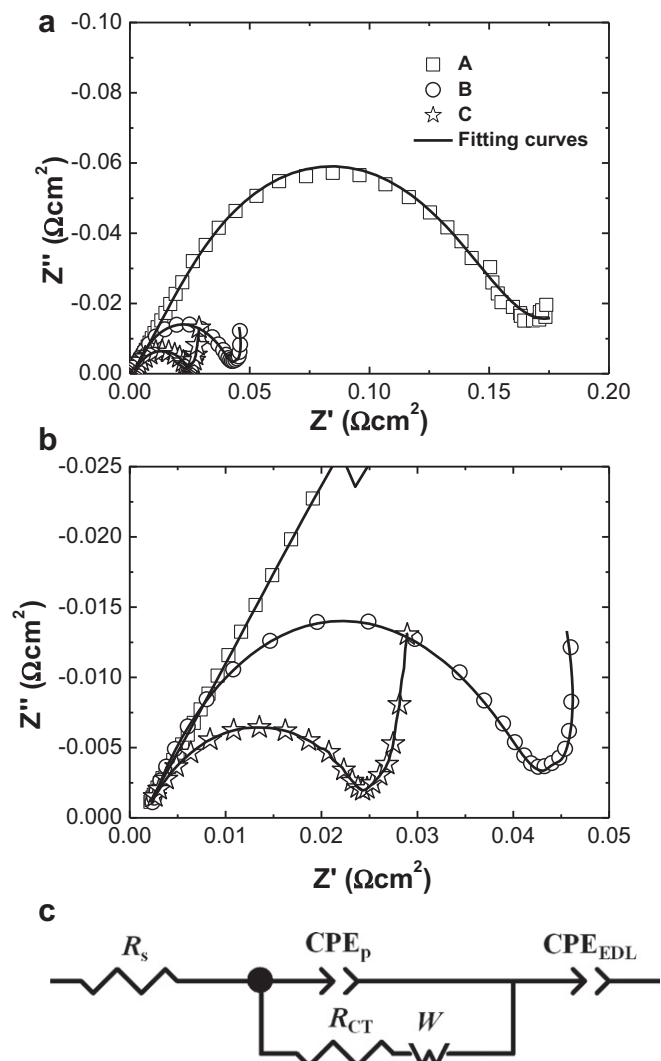 a
-0.10
-0.08
-0.06
-0.04
-0.02
0.00
Z'' (Ωcm²)
A
B
C
Fitting curves
0.00 0.05 0.10 0.15 0.20
Z' (Ωcm²)
b
-0.025
-0.020
-0.015
-0.010
-0.005
0.000
Z'' (Ωcm²)
0.00 0.01 0.02 0.03 0.04 0.05
Z' (Ωcm²)
c
Rs CPEp CPEEDL
RCT W